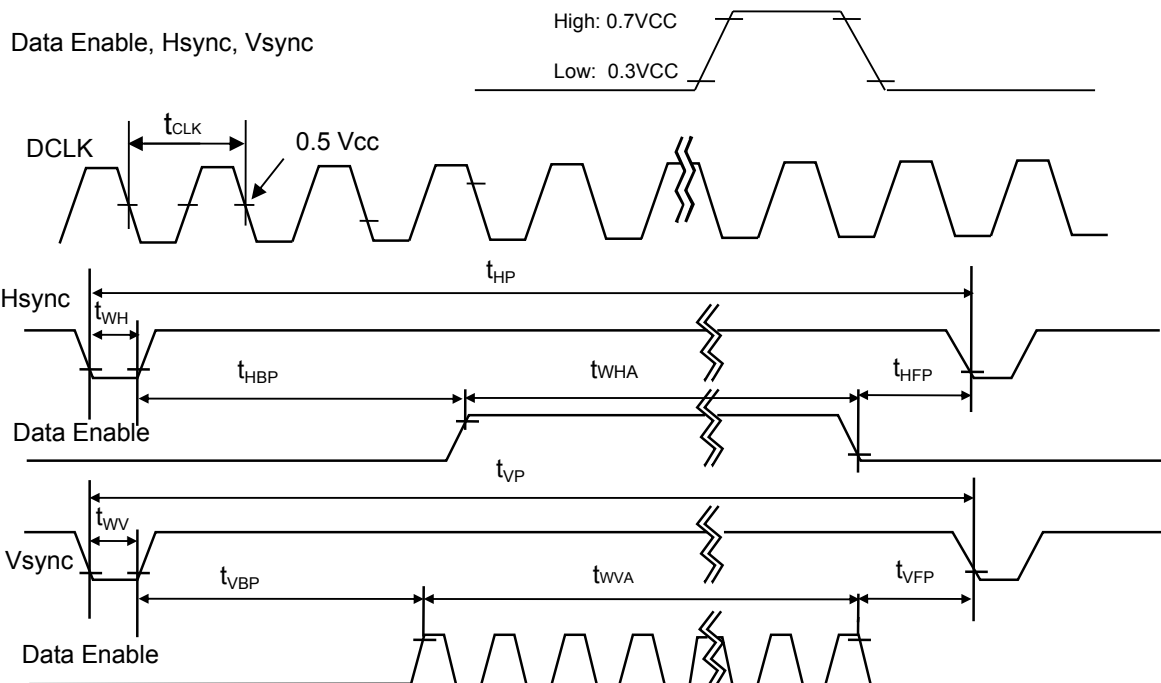 High: 0.7VCC
Data Enable, Hsync, Vsync
Low: 0.3VCC
tCLK
0.5 Vcc
DCLK
tHP
Hsync
tWH
tHBP
tWHA
tHFP
Data Enable
tVP
tWV
Vsync
tVBP
tWVA
tVFP
Data Enable